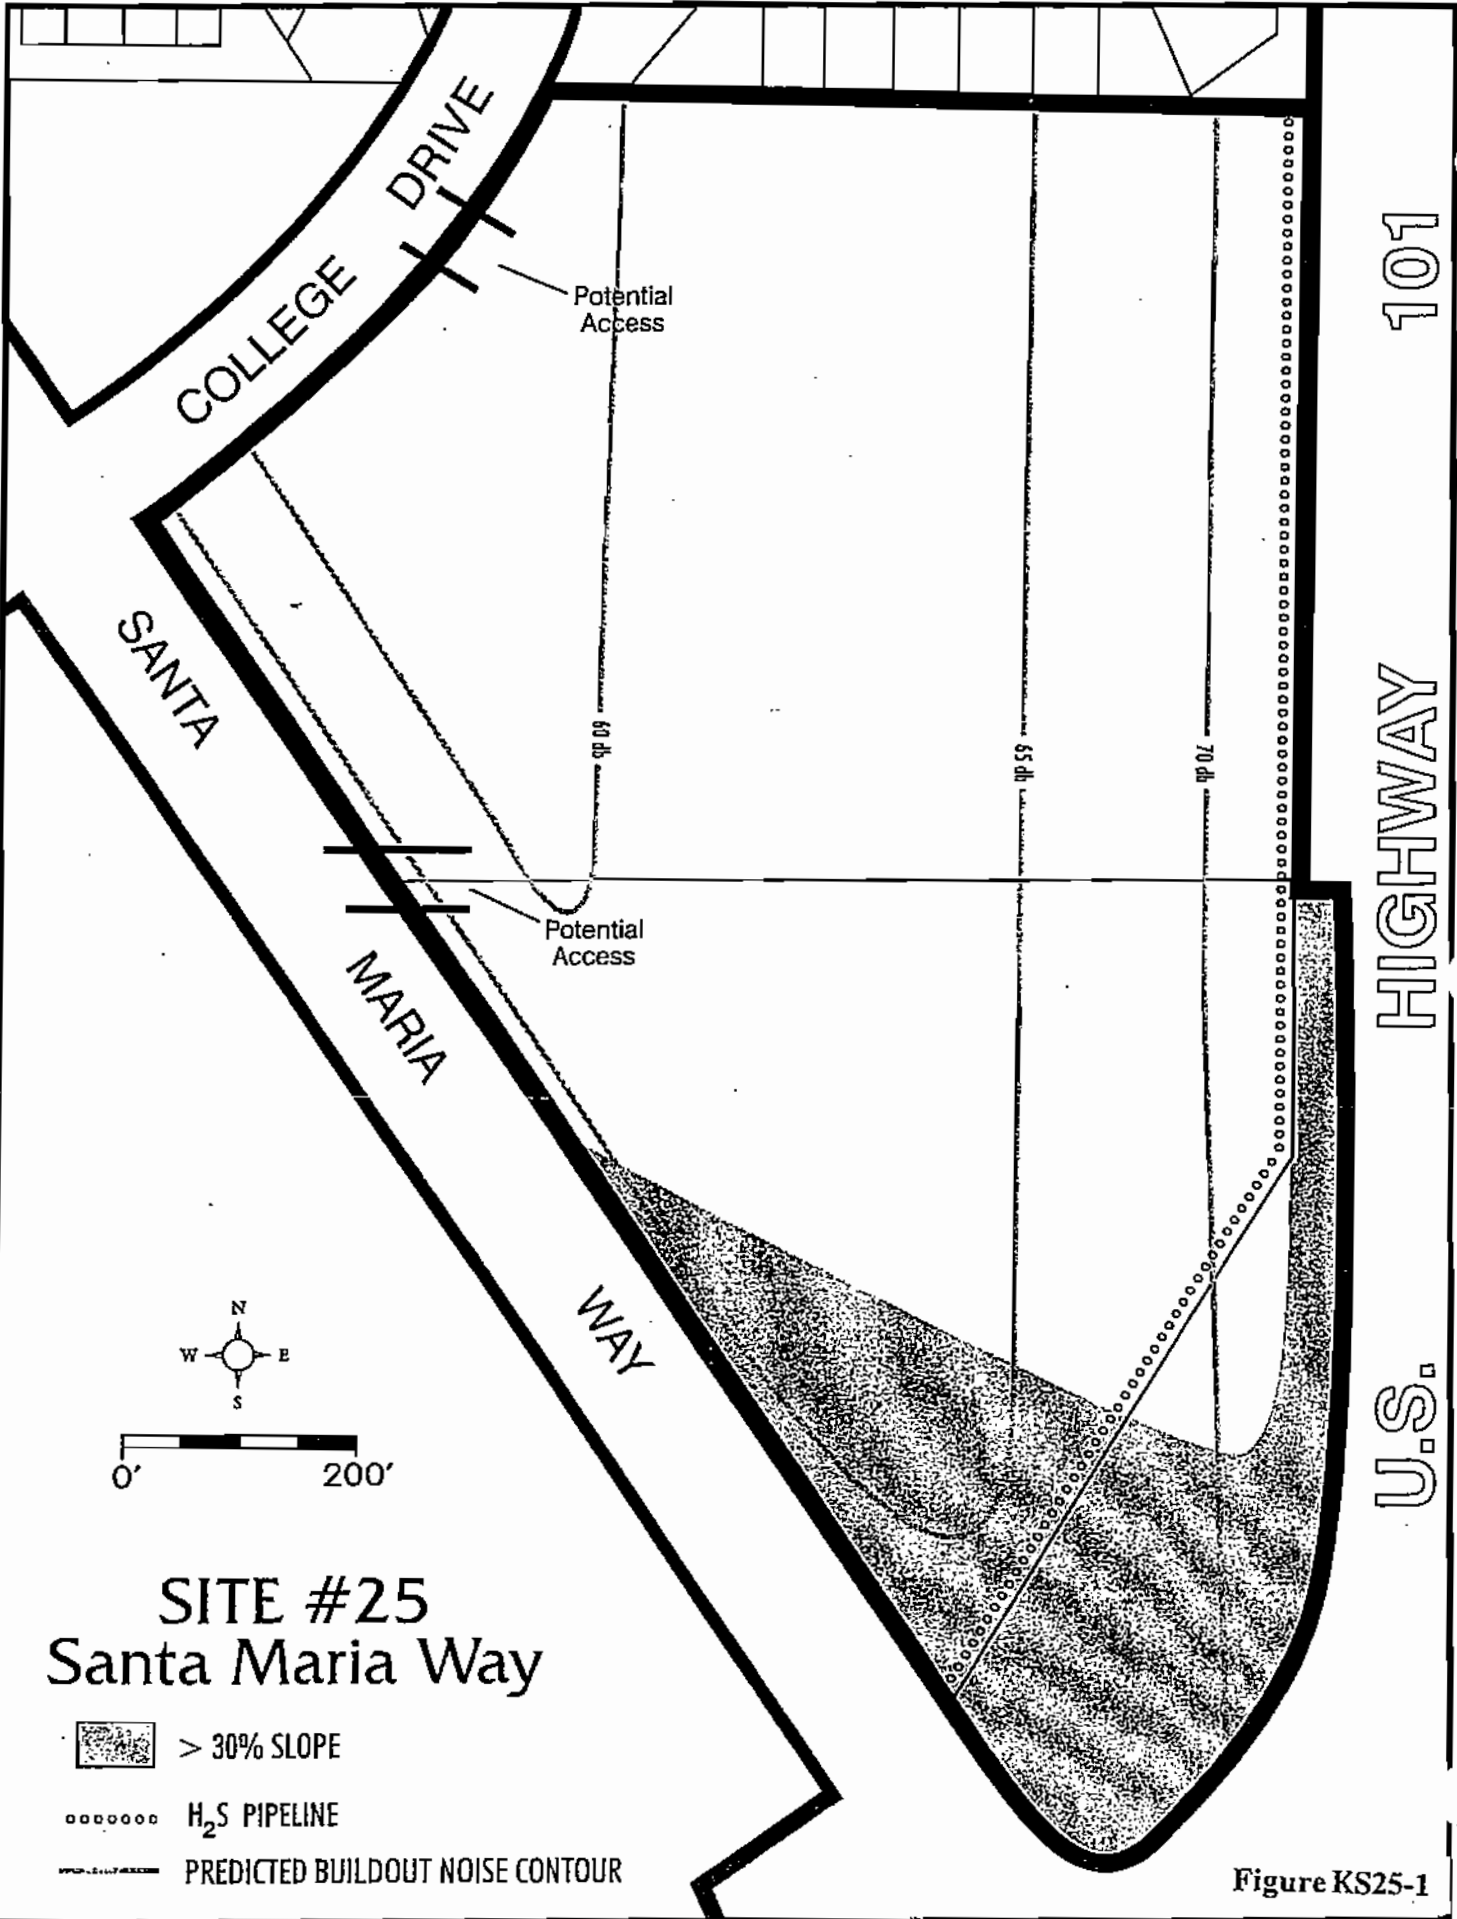 DRIVE
COLLEGE
Potential
Access
101
SANTA
60 db
65 db
70 db
HIGHWAY
Potential
Access
MARIA
WAY
U.S.
N
W E
S
0' 200'
SITE #25
Santa Maria Way
> 30% SLOPE
H₂S PIPELINE
PREDICTED BUILDOUT NOISE CONTOUR
Figure KS25-1